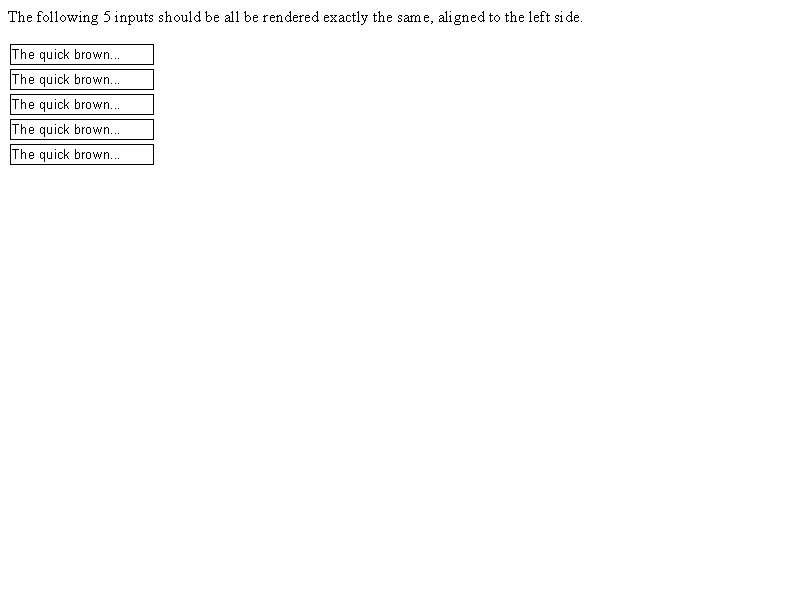 The following 5 inputs should be all be rendered exactly the same, aligned to the left side.
The quick brown...
The quick brown...
The quick brown...
The quick brown...
The quick brown...